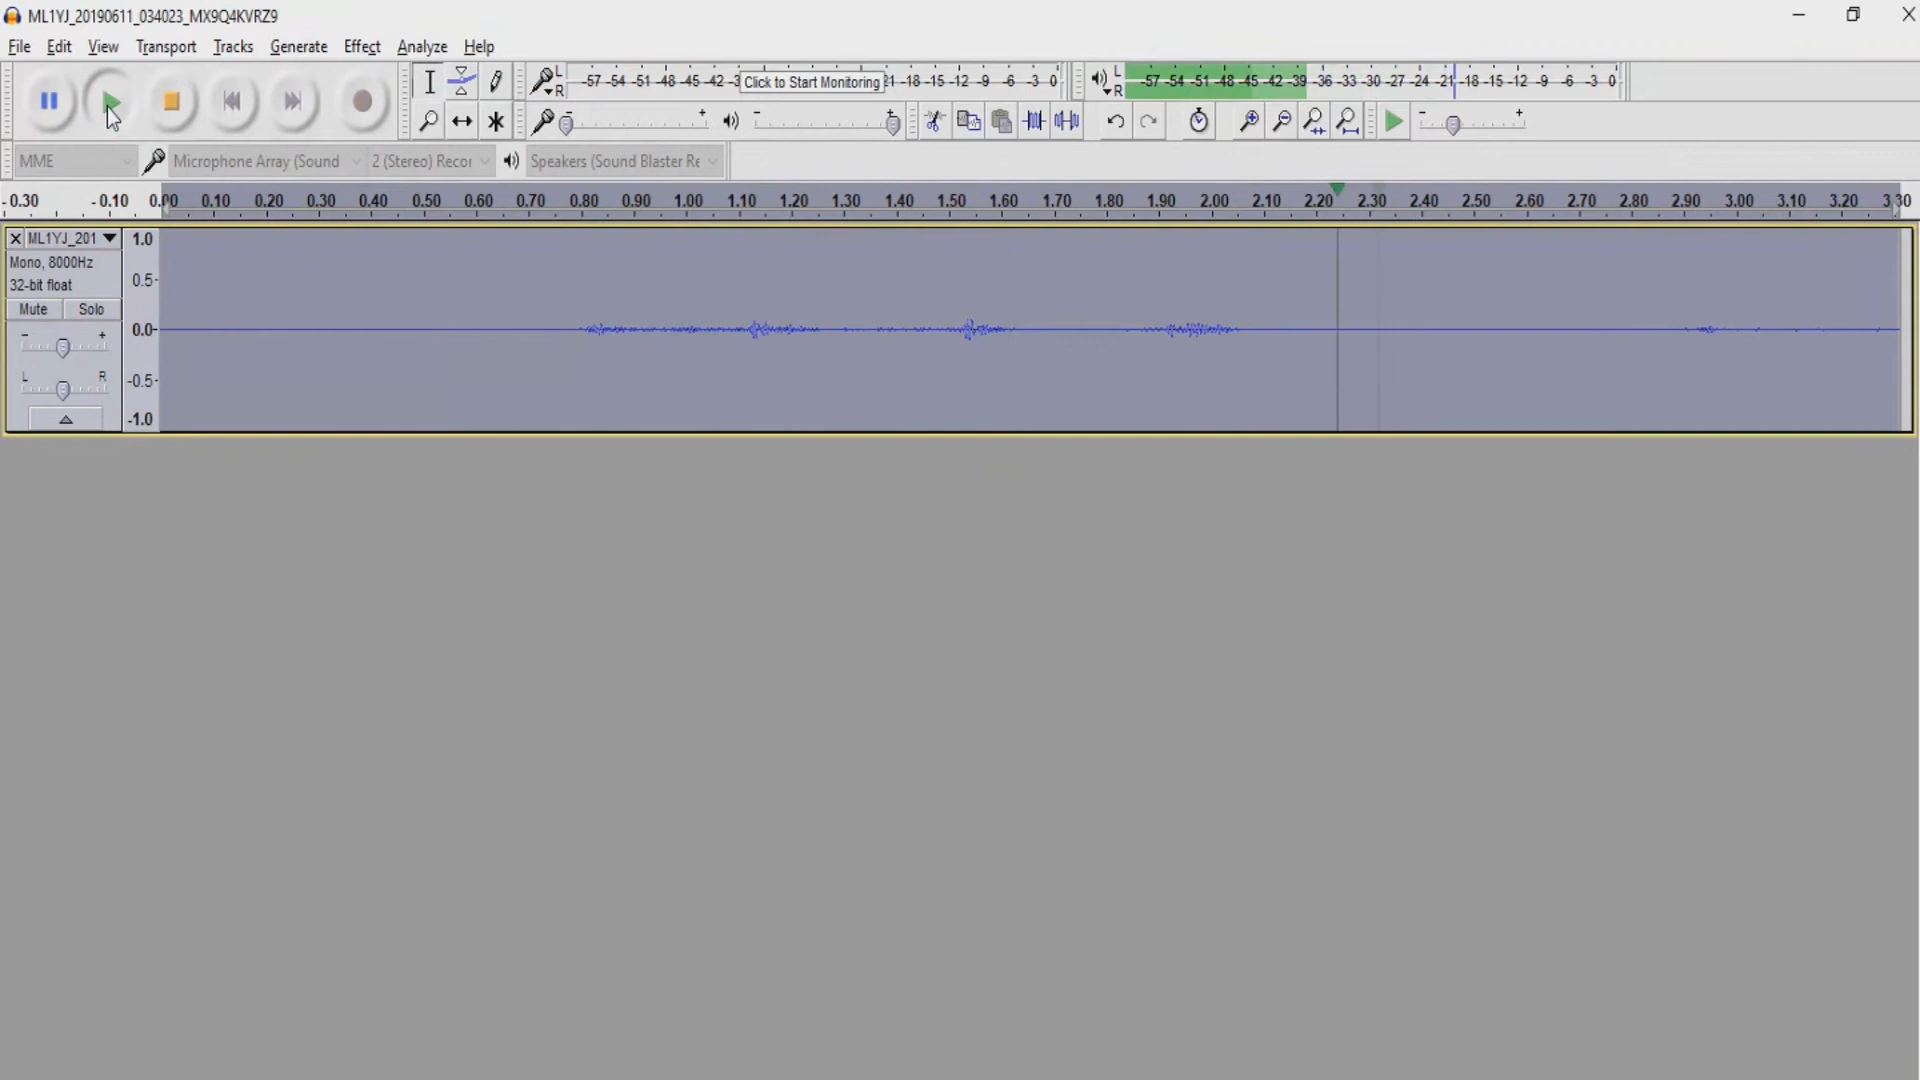 ML1YJ_20190611_034023_MX9Q4KVRZ9
File Edit View Transport Tracks Generate Effect Analyze Help
L R -57 -54 -51 -48 -45 -42 -3 Click to Start Monitoring 21 -18 -15 -12 -9 -6 -3 0 L R -57 -54 -51 -48 -45 -42 -39 -36 -33 -30 -27 -24 -21 -18 -15 -12 -9 -6 -3 0
- + - + - +
MME Microphone Array (Sound 2 (Stereo) Recor Speakers (Sound Blaster Re
-0.30 -0.10 0.00 0.10 0.20 0.30 0.40 0.50 0.60 0.70 0.80 0.90 1.00 1.10 1.20 1.30 1.40 1.50 1.60 1.70 1.80 1.90 2.00 2.10 2.20 2.30 2.40 2.50 2.60 2.70 2.80 2.90 3.00 3.10 3.20 3.30
ML1YJ_201 1.0
Mono, 8000Hz
32-bit float 0.5
Mute Solo
- + 0.0
L R -0.5
-1.0